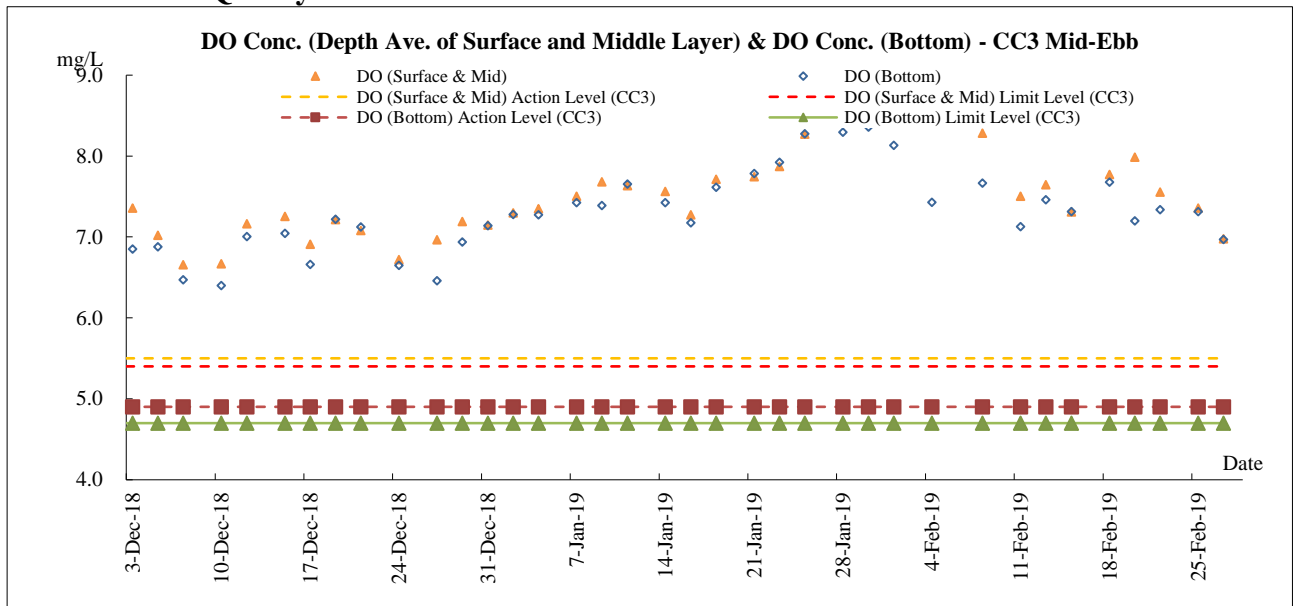 DO Conc. (Depth Ave. of Surface and Middle Layer) & DO Conc. (Bottom) - CC3 Mid-Ebb
mg/L
DO (Surface & Mid)
DO (Bottom)
DO (Surface & Mid) Action Level (CC3)
DO (Surface & Mid) Limit Level (CC3)
DO (Bottom) Action Level (CC3)
DO (Bottom) Limit Level (CC3)
9.0
8.0
7.0
6.0
5.0
4.0
Date
3-Dec-18
10-Dec-18
17-Dec-18
24-Dec-18
31-Dec-18
7-Jan-19
14-Jan-19
21-Jan-19
28-Jan-19
4-Feb-19
11-Feb-19
18-Feb-19
25-Feb-19